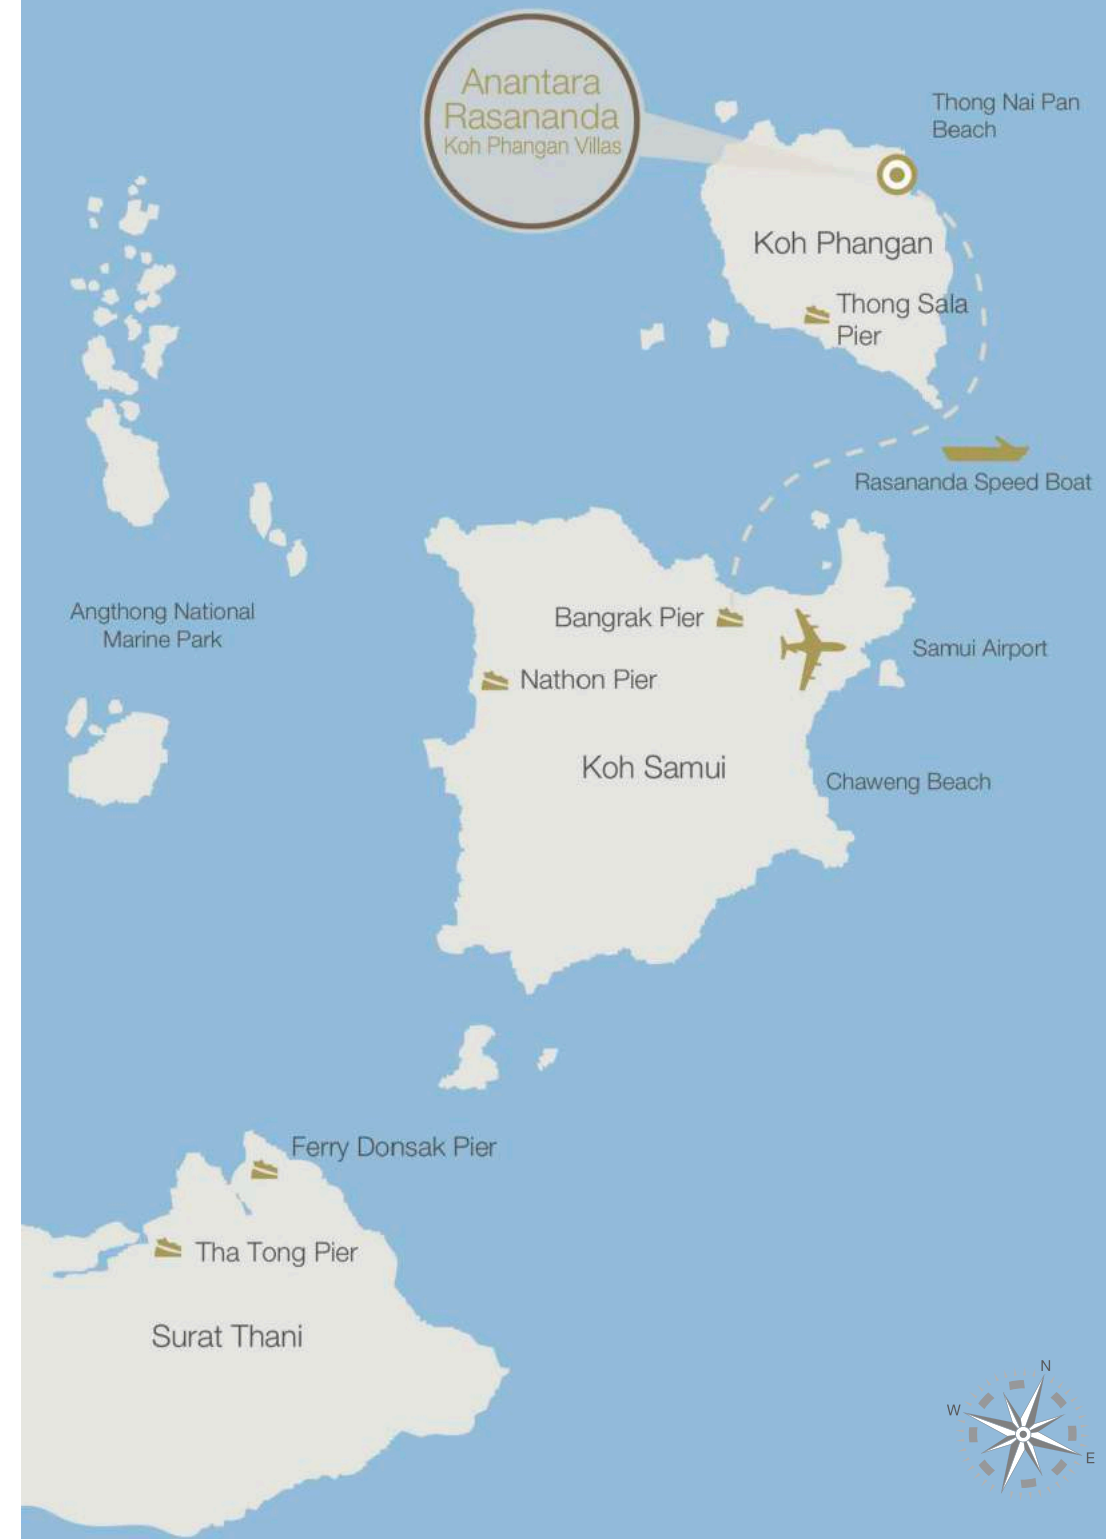 Anantara
Rasananda
Koh Phangan Villas
Thong Nai Pan
Beach
Koh Phangan
Thong Sala
Pier
Rasananda Speed Boat
Angthong National
Marine Park
Bangrak Pier
Samui Airport
Nathon Pier
Koh Samui
Chaweng Beach
Ferry Donsak Pier
Tha Tong Pier
Surat Thani
N
W
E